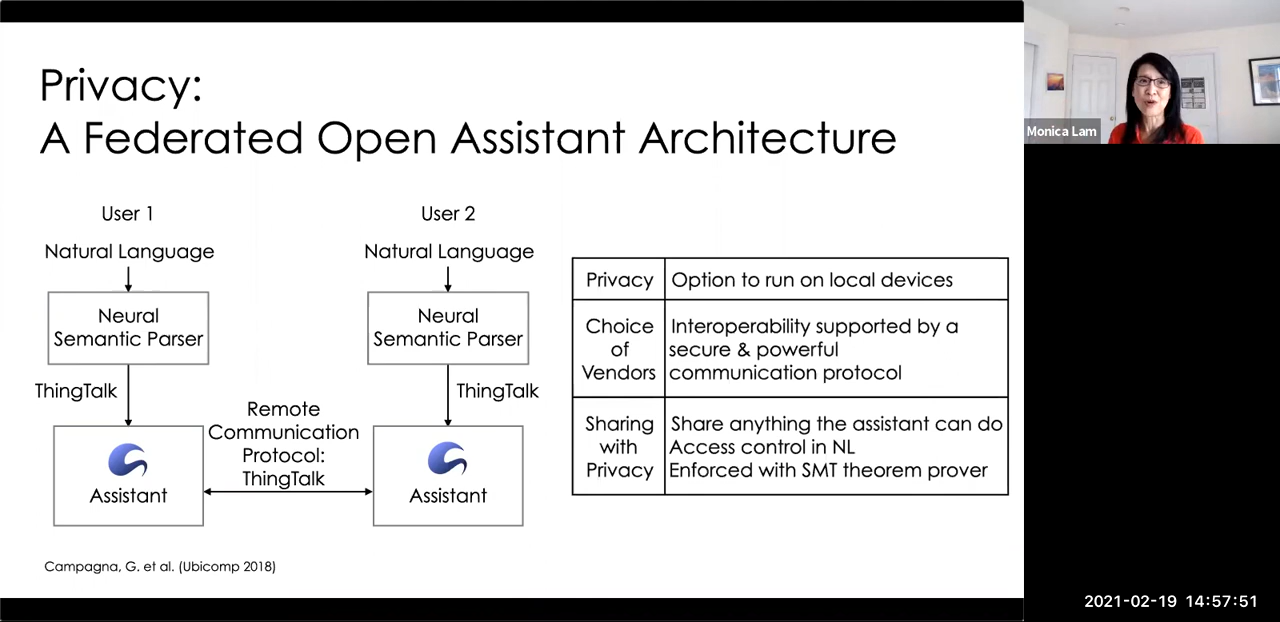 Privacy:
A Federated Open Assistant Architecture
User 1
Natural Language
Neural
Semantic Parser
ThingTalk
Assistant
User 2
Natural Language
Neural
Semantic Parser
ThingTalk
Assistant
Remote
Communication
Protocol:
ThingTalk
Privacy
Option to run on local devices
Choice
of
Vendors
Interoperability supported by a
secure & powerful
communication protocol
Sharing
with
Privacy
Share anything the assistant can do
Access control in NL
Enforced with SMT theorem prover
Campagna, G. et al. (Ubicomp 2018)
Monica Lam
2021-02-19 14:57:51